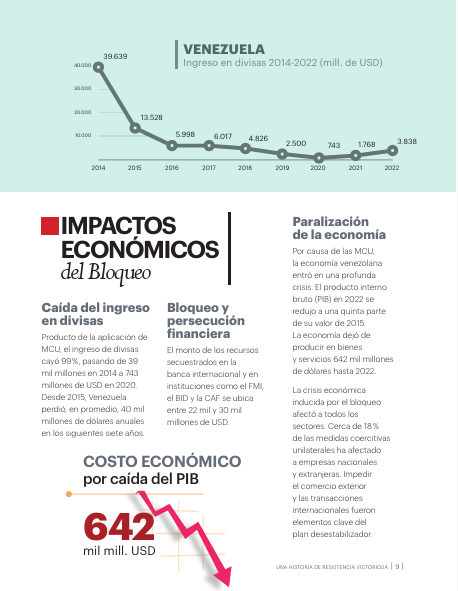 VENEZUELA
Ingreso en divisas 2014-2022 (mill. de USD)
40.000
30.000
20.000
10.000
39.639
13.528
5.998
6.017
4.826
2.500
743
1.768
3.838
2014
2015
2016
2017
2018
2019
2020
2021
2022
IMPACTOS
ECONÓMICOS
del Bloqueo
Caída del ingreso
en divisas
Producto de la aplicación de
MCU, el ingreso de divisas
cayó 99%, pasando de 39
mil millones en 2014 a 743
millones de USD en 2020.
Desde 2015, Venezuela
perdió, en promedio, 40 mil
millones de dólares anuales
en los siguientes siete años.
Bloqueo y
persecución
financiera
El monto de los recursos
secuestrados en la
banca internacional y en
instituciones como el FMI,
el BID y la CAF se ubica
entre 22 mil y 30 mil
millones de USD.
COSTO ECONÓMICO
por caída del PIB
642
mil mill. USD
Paralización
de la economía
Por causa de las MCU,
la economía venezolana
entró en una profunda
crisis. El producto interno
bruto (PIB) en 2022 se
redujo a una quinta parte
de su valor de 2015.
La economía dejó de
producir en bienes
y servicios 642 mil millones
de dólares hasta 2022.
La crisis económica
inducida por el bloqueo
afectó a todos los
sectores. Cerca de 18%
de las medidas coercitivas
unilaterales ha afectado
a empresas nacionales
y extranjeras. Impedir
el comercio exterior
y las transacciones
internacionales fueron
elementos clave del
plan desestabilizador.
UNA HISTORIA DE RESISTENCIA VICTORIOSA | 9 |